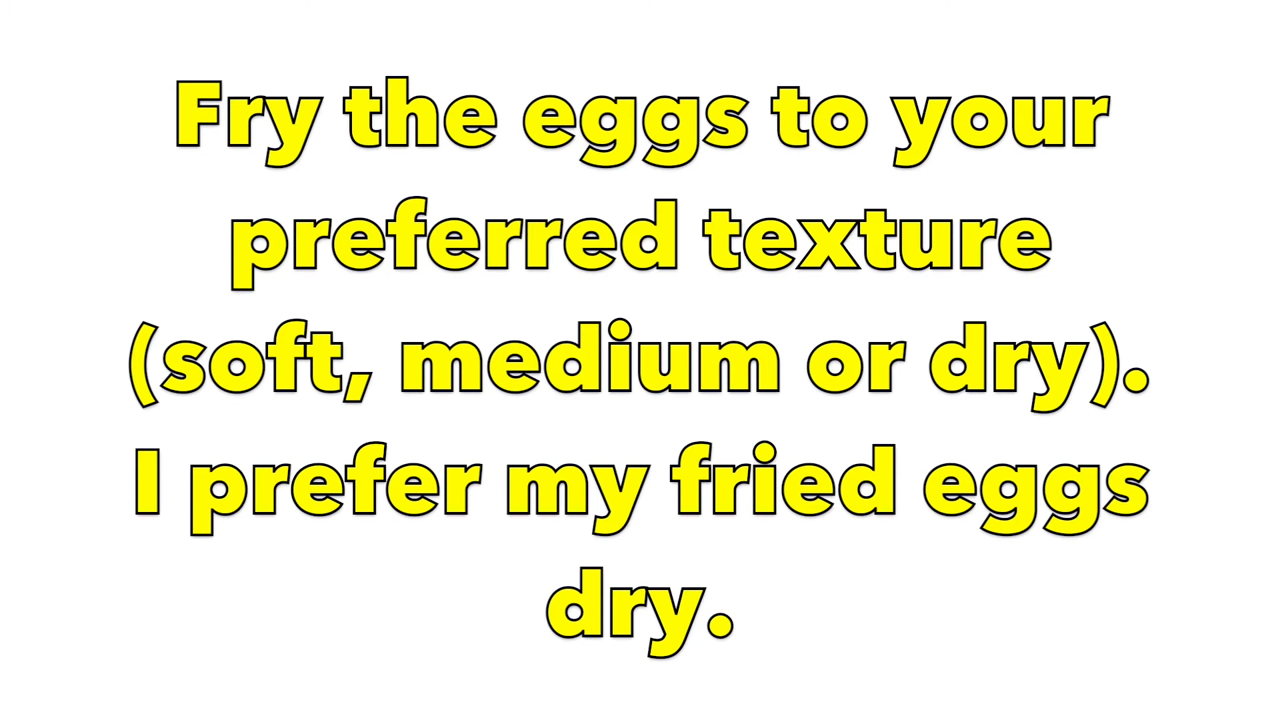 Fry the eggs to your
preferred texture
(soft, medium or dry).
I prefer my fried eggs
dry.